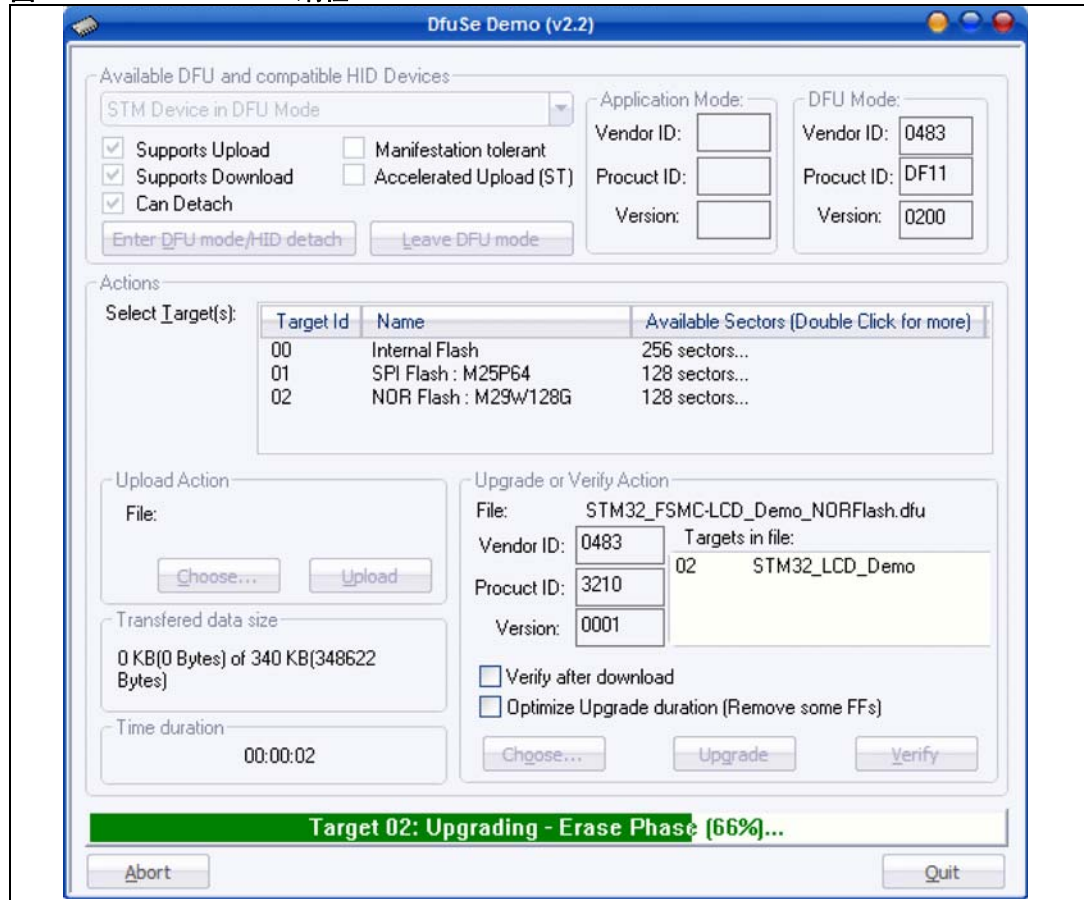 DfuSe Demo (v2.2)
Available DFU and compatible HID Devices
STM Device in DFU Mode
Supports Upload
Manifestation tolerant
Supports Download
Accelerated Upload (ST)
Can Detach
Enter DFU mode/HID detach
Leave DFU mode
Application Mode:
Vendor ID:
Procuct ID:
Version:
DFU Mode:
Vendor ID: 0483
Procuct ID: DF11
Version: 0200
Actions
Select Target(s):
Target Id Name Available Sectors (Double Click for more)
00 Internal Flash 256 sectors...
01 SPI Flash : M25P64 128 sectors...
02 NOR Flash : M29W128G 128 sectors...
Upload Action
File:
Choose...
Upload
Transfered data size
0 KB(0 Bytes) of 340 KB(348622
Bytes)
Time duration
00:00:02
Upgrade or Verify Action
File: STM32_FSMC-LCD_Demo_NORFlash.dfu
Vendor ID: 0483
Procuct ID: 3210
Version: 0001
Targets in file:
02 STM32_LCD_Demo
Verify after download
Optimize Upgrade duration (Remove some FFs)
Choose...
Upgrade
Verify
Target 02: Upgrading - Erase Phase (66%)...
Abort
Quit